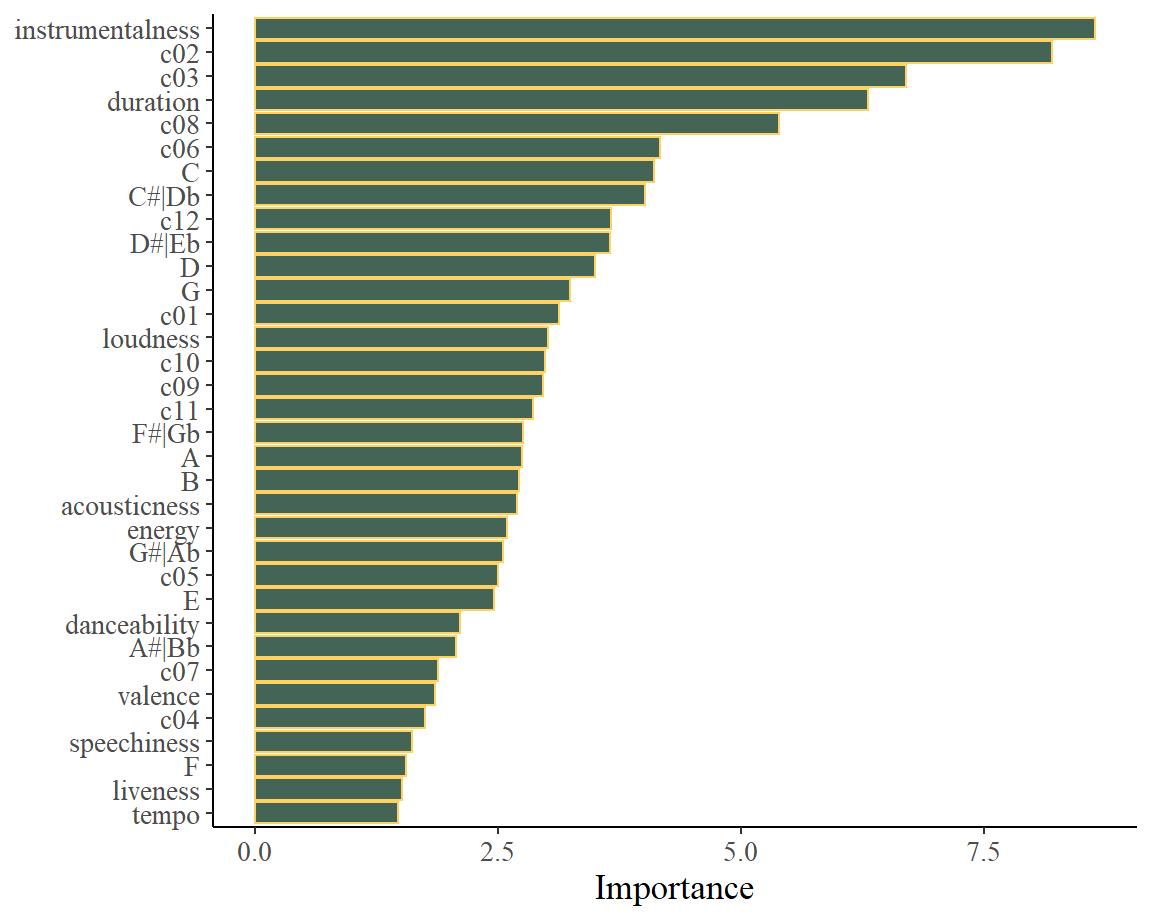 instrumentalness
c02
c03
duration
c08
c06
C
C#|Db
c12
D#|Eb
D
G
c01
loudness
c10
c09
c11
F#|Gb
A
B
acousticness
energy
G#|Ab
c05
E
danceability
A#|Bb
c07
valence
c04
speechiness
F
liveness
tempo
0.0 2.5 5.0 7.5
Importance